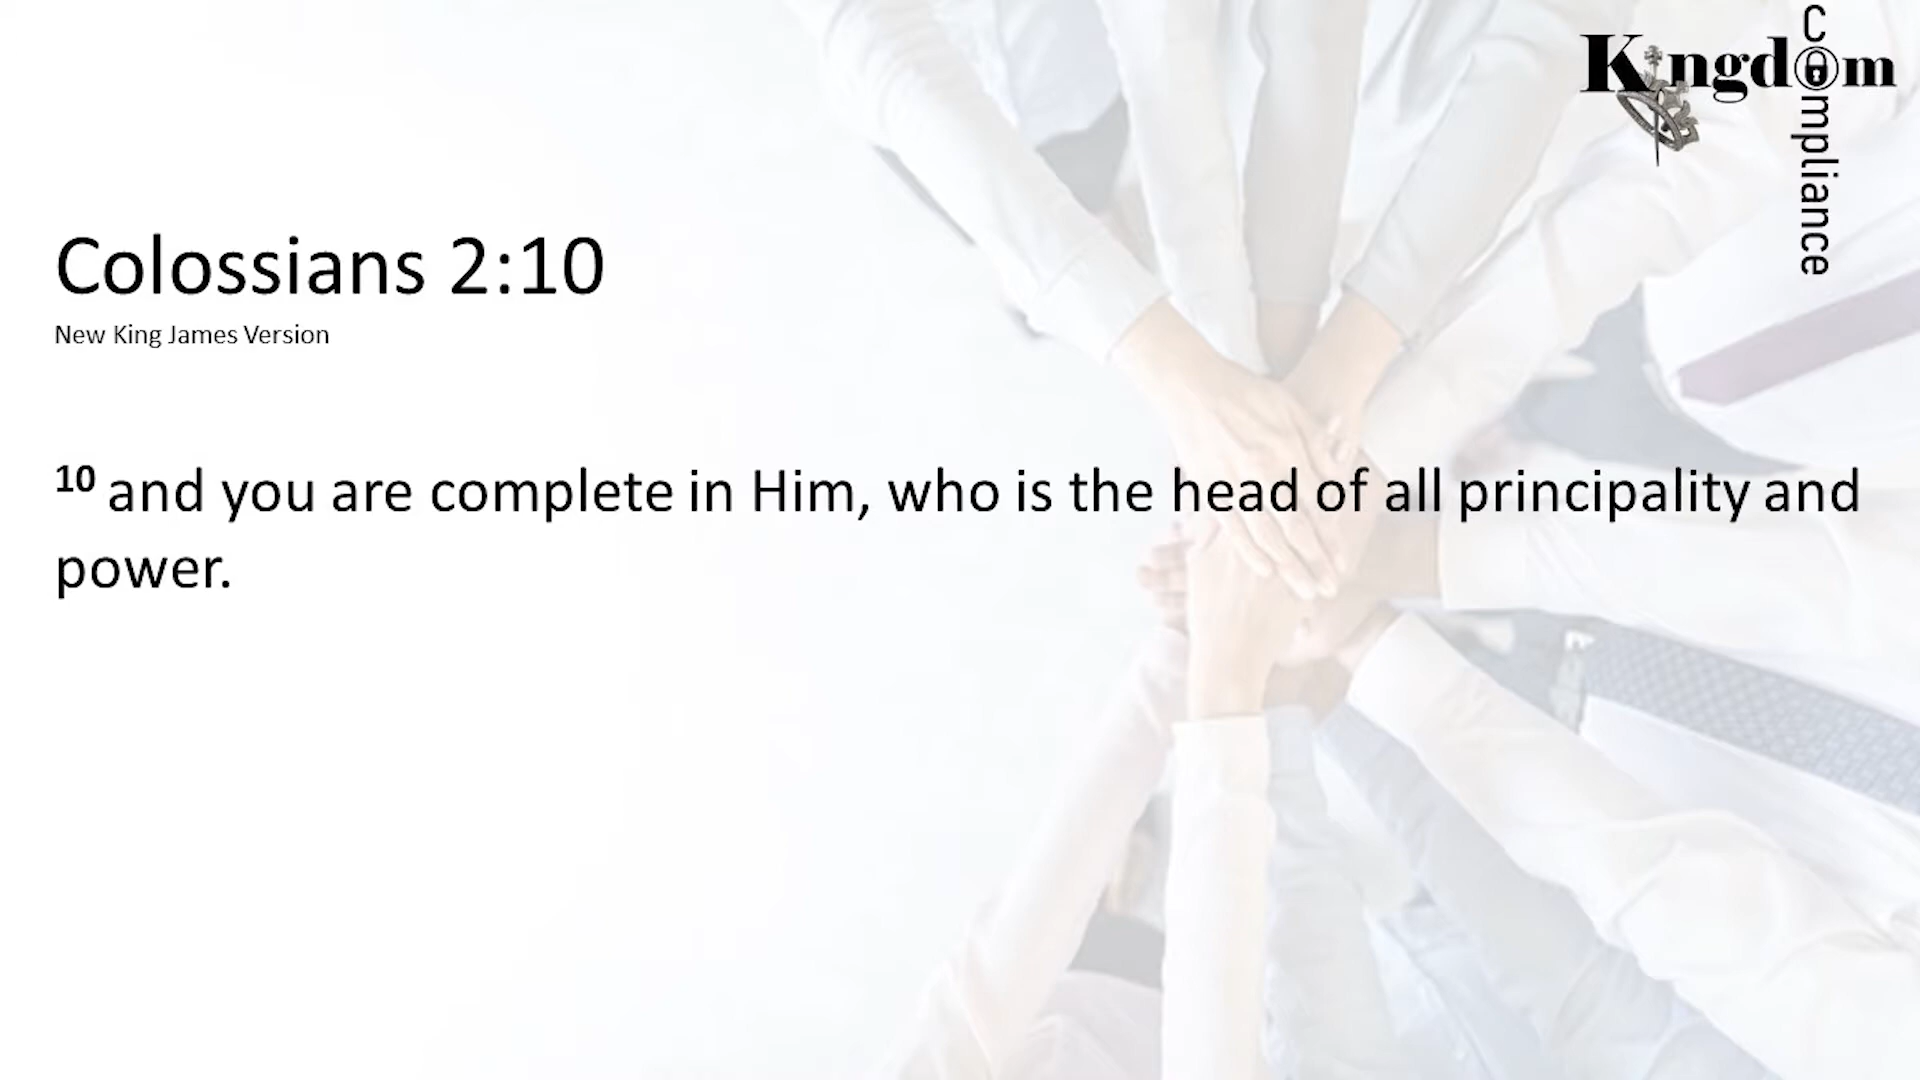 Kingdom
Compliance
Colossians 2:10
New King James Version
10 and you are complete in Him, who is the head of all principality and
power.